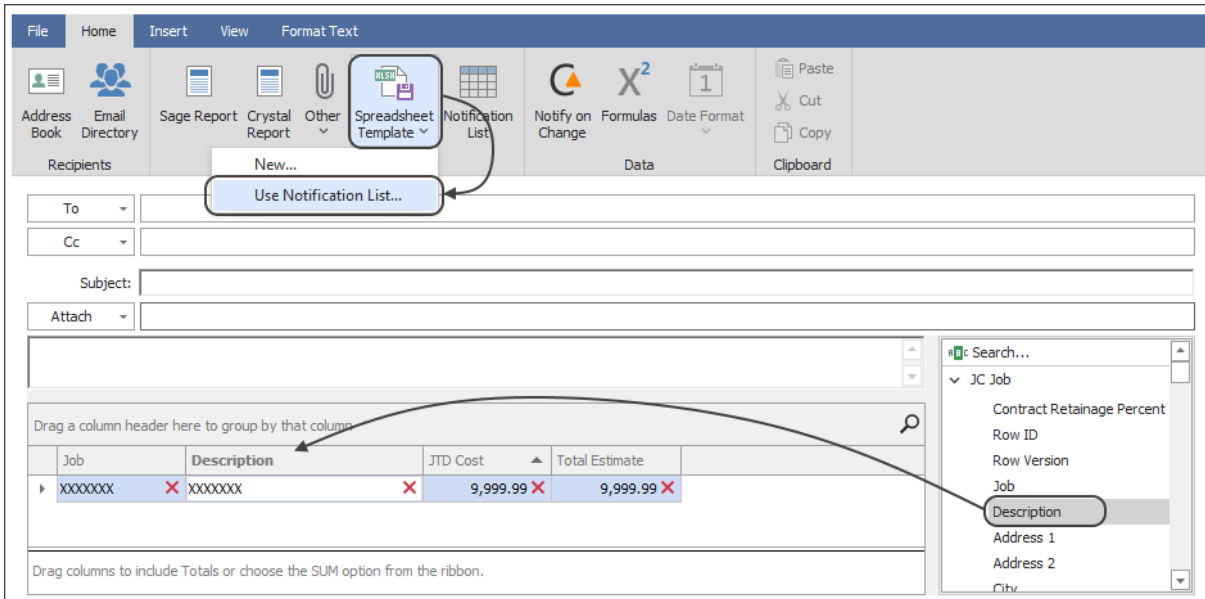 File Home Insert View Format Text
XLSX
Address Book
Email Directory
Sage Report
Crystal Report
Other
Spreadsheet Template
Notification List
Notify on Change
X2
Formulas
1
Date Format
Paste
Cut
Copy
Recipients
Data
Clipboard
New...
Use Notification List...
To
Cc
Subject:
Attach
Drag a column header here to group by that column
Job Description JTD Cost Total Estimate
XXXXXXX XXXXXXX 9,999.99 9,999.99
Drag columns to include Totals or choose the SUM option from the ribbon.
ABC Search...
JC Job
Contract Retainage Percent
Row ID
Row Version
Job
Description
Address 1
Address 2
City